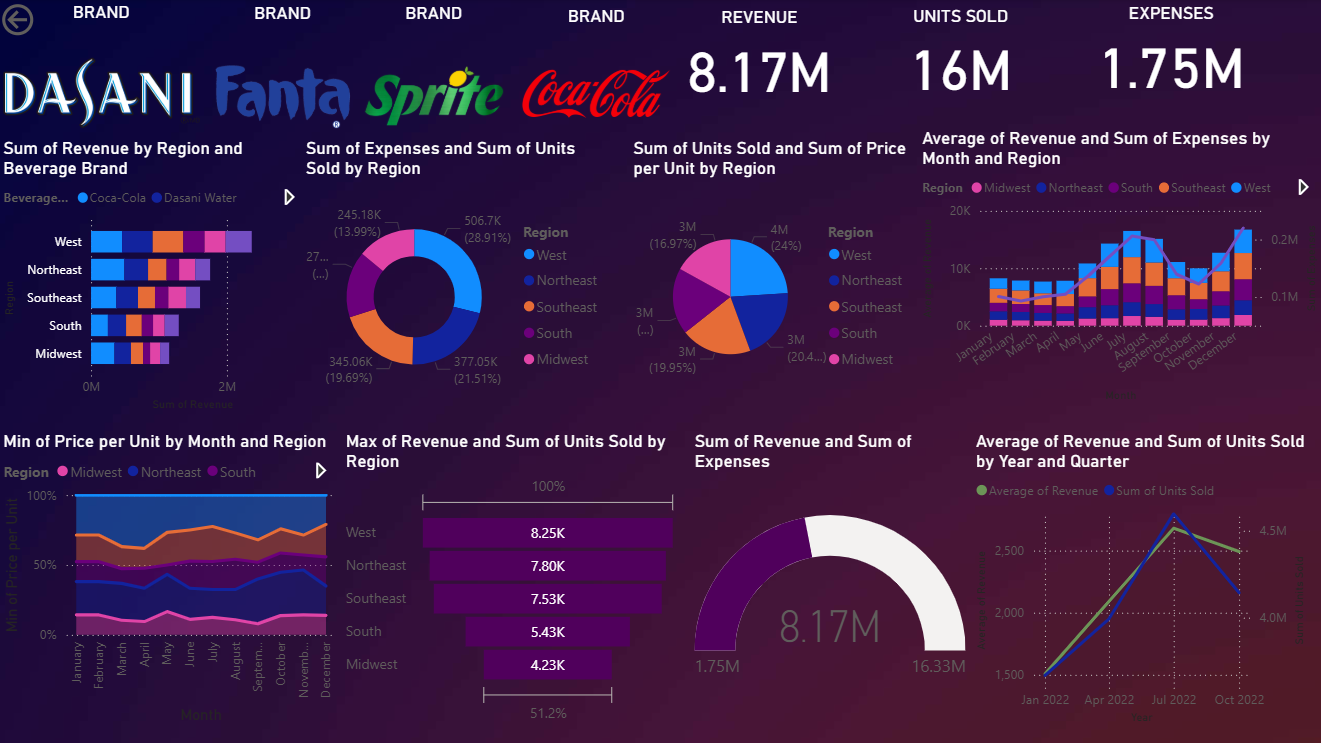 BRAND
BRAND
BRAND
BRAND
REVENUE
UNITS SOLD
EXPENSES
DASANI
Fanta
®
Sprite
Coca-Cola
8.17M
16M
1.75M
Sum of Revenue by Region and
Beverage Brand
Beverage...
Coca-Cola
Dasani Water
West
Northeast
Southeast
South
Midwest
Region
0M
2M
Sum of Revenue
Sum of Expenses and Sum of Units
Sold by Region
245.18K
(13.99%)
506.7K
(28.91%)
27...
(...)
345.06K
(19.69%)
377.05K
(21.51%)
Region
West
Northeast
Southeast
South
Midwest
Sum of Units Sold and Sum of Price
per Unit by Region
3M
(16.97%)
4M
(24%)
3M
(...)
3M
(19.95%)
3M
(20.4...)
Region
West
Northeast
Southeast
South
Midwest
Average of Revenue and Sum of Expenses by
Month and Region
Region
Midwest
Northeast
South
Southeast
West
20K
10K
0K
0.2M
0.1M
January
February
March
April
May
June
July
August
September
October
November
December
Min of Price per Unit by Month and Region
Region
Midwest
Northeast
South
100%
50%
0%
Min of Price per Unit
January
February
March
April
May
June
July
August
Septem...
October
Novemb...
December
Month
Max of Revenue and Sum of Units Sold by
Region
100%
West
8.25K
Northeast
7.80K
Southeast
7.53K
South
5.43K
Midwest
4.23K
51.2%
Sum of Revenue and Sum of
Expenses
8.17M
1.75M
16.33M
Average of Revenue and Sum of Units Sold
by Year and Quarter
Average of Revenue
Sum of Units Sold
2,500
2,000
1,500
4.5M
4.0M
Jan 2022
Apr 2022
Jul 2022
Oct 2022
Year